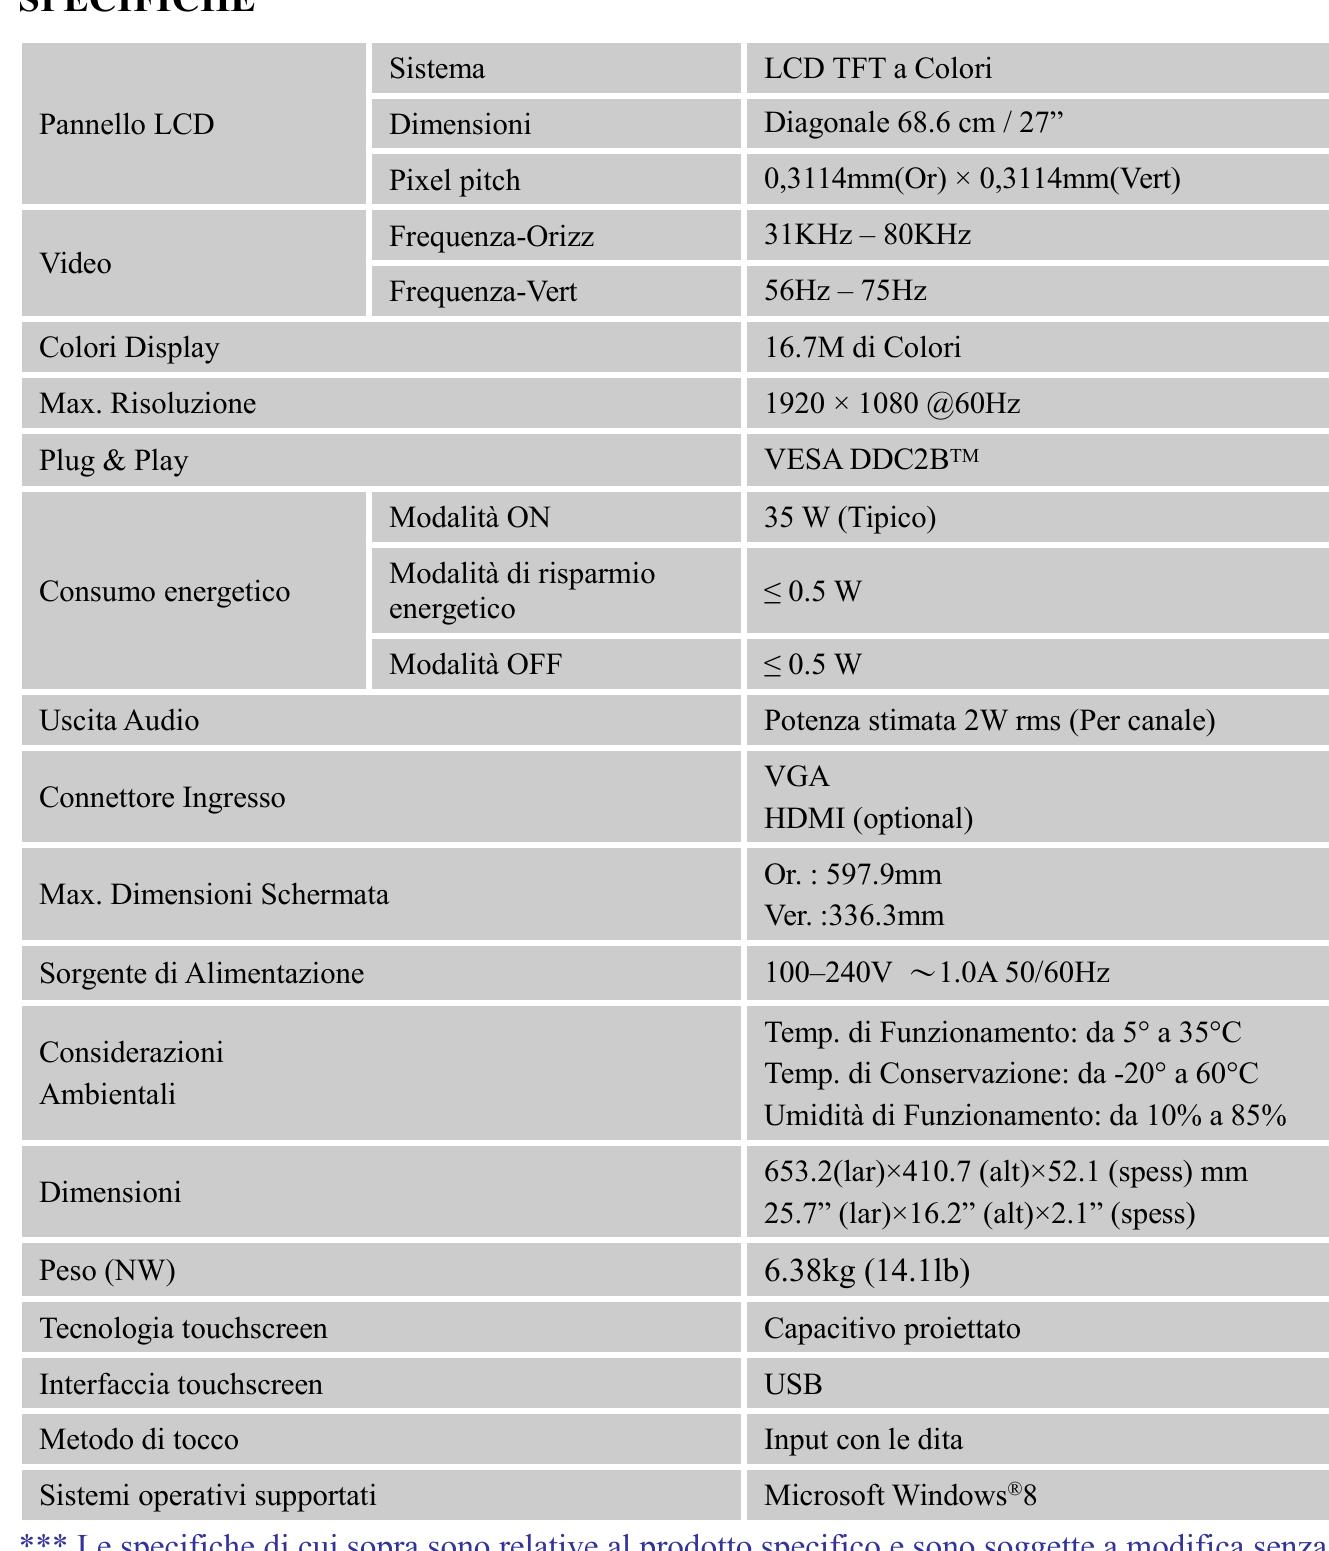 SPECIFICHE
Pannello LCD
Sistema
LCD TFT a Colori
Dimensioni
Diagonale 68.6 cm / 27”
Pixel pitch
0,3114mm(Or) × 0,3114mm(Vert)
Video
Frequenza-Orizz
31KHz – 80KHz
Frequenza-Vert
56Hz – 75Hz
Colori Display
16.7M di Colori
Max. Risoluzione
1920 × 1080 @60Hz
Plug & Play
VESA DDC2B™
Consumo energetico
Modalità ON
35 W (Tipico)
Modalità di risparmio
energetico
≤ 0.5 W
Modalità OFF
≤ 0.5 W
Uscita Audio
Potenza stimata 2W rms (Per canale)
Connettore Ingresso
VGA
HDMI (optional)
Max. Dimensioni Schermata
Or. : 597.9mm
Ver. :336.3mm
Sorgente di Alimentazione
100–240V ～1.0A 50/60Hz
Considerazioni
Ambientali
Temp. di Funzionamento: da 5° a 35°C
Temp. di Conservazione: da -20° a 60°C
Umidità di Funzionamento: da 10% a 85%
Dimensioni
653.2(lar)×410.7 (alt)×52.1 (spess) mm
25.7” (lar)×16.2” (alt)×2.1” (spess)
Peso (NW)
6.38kg (14.1lb)
Tecnologia touchscreen
Capacitivo proiettato
Interfaccia touchscreen
USB
Metodo di tocco
Input con le dita
Sistemi operativi supportati
Microsoft Windows®8
*** Le specifiche di cui sopra sono relative al prodotto specifico e sono soggette a modifica senza